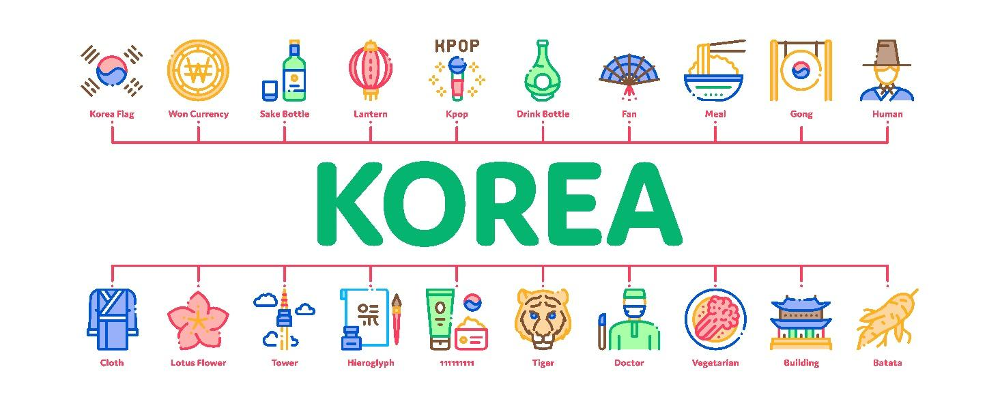 KPOP
Korea Flag
Won Currency
Sake Bottle
Lantern
Kpop
Drink Bottle
Fan
Meal
Gong
Human
KOREA
Cloth
Lotus Flower
Tower
Hieroglyph
111111111
Tiger
Doctor
Vegetarian
Building
Batata